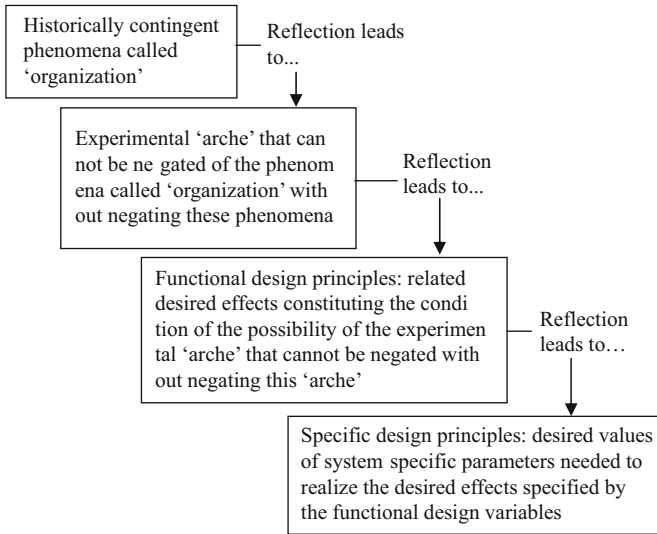 Historically contingent
phenomena called
‘organization’
Reflection leads
to...
Experimental ‘arche’ that can
not be ne gated of the phenom
ena called ‘organization’ with
out negating these phenomena
Reflection
leads to...
Functional design principles: related
desired effects constituting the condi
tion of the possibility of the experimen
tal ‘arche’ that cannot be negated with
out negating this ‘arche’
Reflection
leads to…
Specific design principles: desired values
of system specific parameters needed to
realize the desired effects specified by
the functional design variables